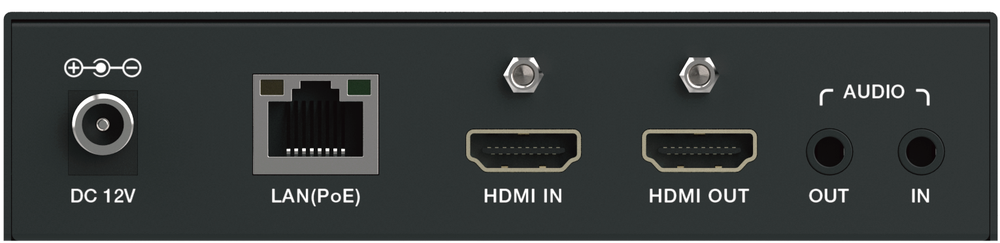 AUDIO
DC 12V
LAN(PoE)
HDMI IN
HDMI OUT
OUT
IN